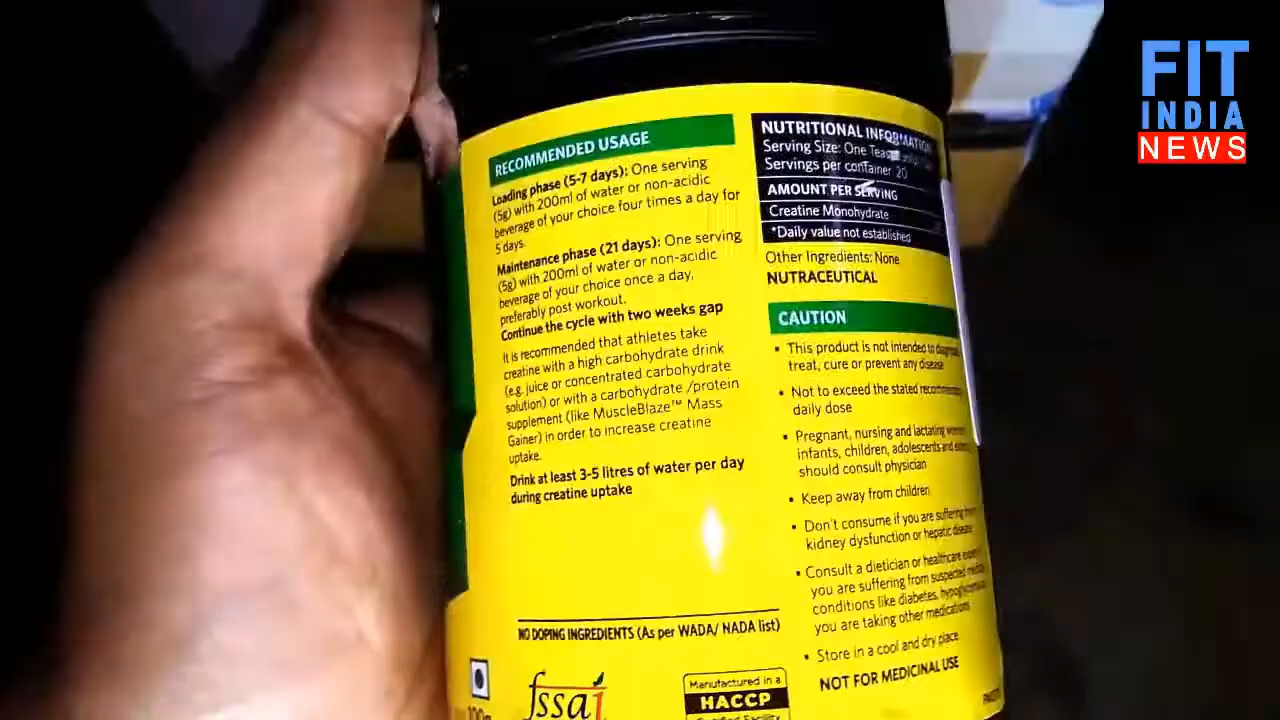 FIT
INDIA
NEWS
RECOMMENDED USAGE
Loading phase (5-7 days): One serving
(5g) with 200ml of water or non-acidic
beverage of your choice four times a day for
5 days.
Maintenance phase (21 days): One serving
(5g) with 200ml of water or non-acidic
beverage of your choice once a day,
preferably post workout.
Continue the cycle with two weeks gap
It is recommended that athletes take
creatine with a high carbohydrate drink
(e.g. juice or concentrated carbohydrate
solution) or with a carbohydrate /protein
supplement (like MuscleBlaze™ Mass
Gainer) in order to increase creatine
uptake.
Drink at least 3-5 litres of water per day
during creatine uptake
NO DOPING INGREDIENTS (As per WADA/ NADA list)
fssai
100g
Manufactured in a
HACCP
Certified Facility
NUTRITIONAL INFORMATION
Serving Size: One
Servings per container 20
AMOUNT PER SERVING
Creatine Monohydrate
*Daily value not established
Other Ingredients: None
NUTRACEUTICAL
CAUTION
• This product is not intended to
treat, cure or prevent any disease
• Not to exceed the stated
daily dose
• Pregnant, nursing and lactating
infants, children, adolescents and
should consult physician
• Keep away from children
• Don't consume if you are suffering
kidney dysfunction or hepatic disease
• Consult a dietician or healthcare
you are suffering from suspected
conditions like diabetes,
you are taking other medications
• Store in a cool and dry place
NOT FOR MEDICINAL USE